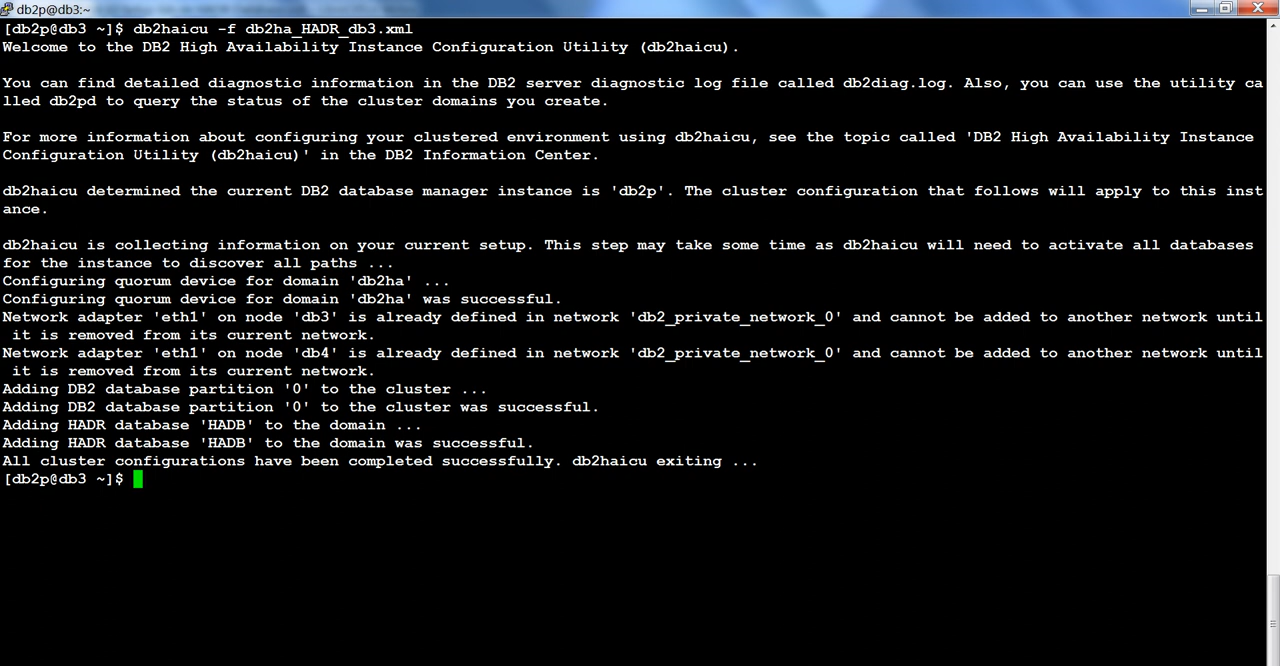 db2p@db3:~
[db2p@db3 ~]$ db2haicu -f db2ha_HADR_db3.xml
Welcome to the DB2 High Availability Instance Configuration Utility (db2haicu).
You can find detailed diagnostic information in the DB2 server diagnostic log file called db2diag.log. Also, you can use the utility ca
lled db2pd to query the status of the cluster domains you create.
For more information about configuring your clustered environment using db2haicu, see the topic called 'DB2 High Availability Instance
Configuration Utility (db2haicu)' in the DB2 Information Center.
db2haicu determined the current DB2 database manager instance is 'db2p'. The cluster configuration that follows will apply to this inst
ance.
db2haicu is collecting information on your current setup. This step may take some time as db2haicu will need to activate all databases
for the instance to discover all paths ...
Configuring quorum device for domain 'db2ha' ...
Configuring quorum device for domain 'db2ha' was successful.
Network adapter 'eth1' on node 'db3' is already defined in network 'db2_private_network_0' and cannot be added to another network until
it is removed from its current network.
Network adapter 'eth1' on node 'db4' is already defined in network 'db2_private_network_0' and cannot be added to another network until
it is removed from its current network.
Adding DB2 database partition '0' to the cluster ...
Adding DB2 database partition '0' to the cluster was successful.
Adding HADR database 'HADB' to the domain ...
Adding HADR database 'HADB' to the domain was successful.
All cluster configurations have been completed successfully. db2haicu exiting ...
[db2p@db3 ~]$